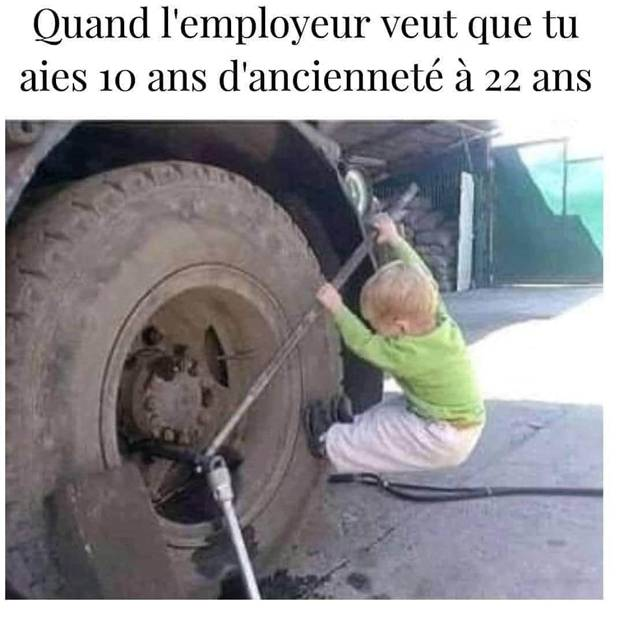 Quand l'employeur veut que tu
aies 10 ans d'ancienneté à 22 ans